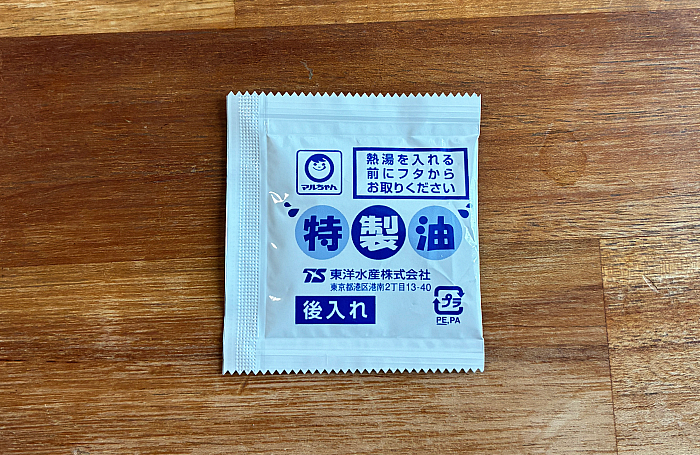 マルちゃん
熱湯を入れる
前にフタから
お取りください
特製油
TS 東洋水産株式会社
東京都港区港南2丁目13-40
後入れ
プラ
PE,PA